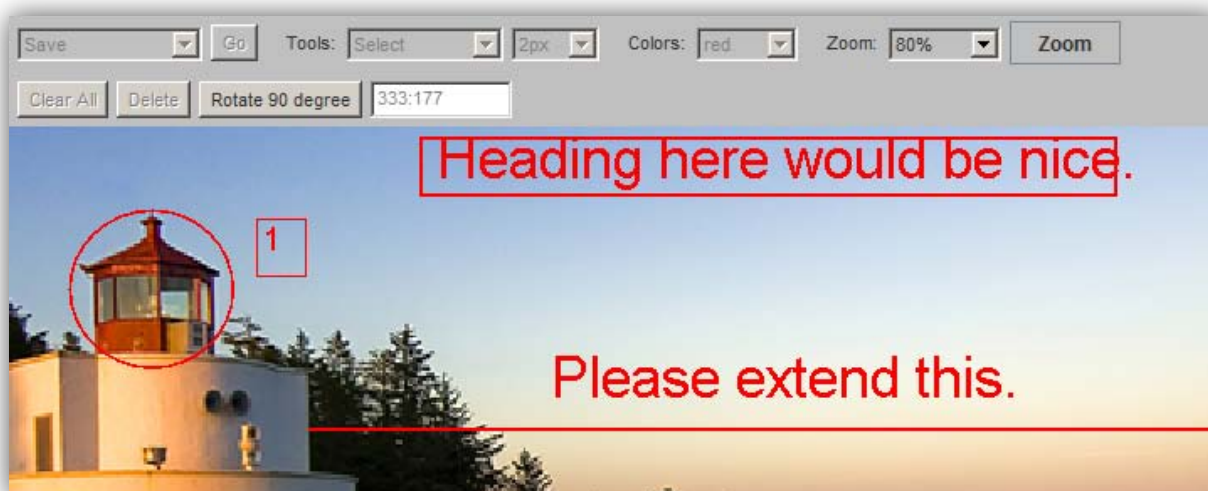 Save Go Tools: Select 2px Colors: red Zoom: 80% Zoom
Clear All Delete Rotate 90 degree 333:177
Heading here would be nice.
1
Please extend this.